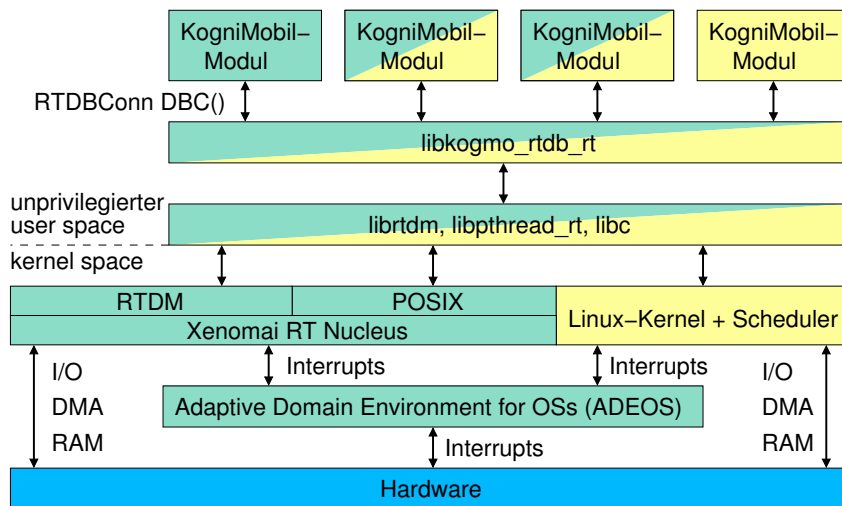 KogniMobil–
Modul
KogniMobil–
Modul
KogniMobil–
Modul
KogniMobil–
Modul
RTDBConn DBC()
libkogmo_rtdb_rt
unprivilegierter
user space
librtdm, libpthread_rt, libc
kernel space
RTDM
POSIX
Xenomai RT Nucleus
Linux–Kernel + Scheduler
I/O
DMA
RAM
Interrupts
Interrupts
I/O
DMA
RAM
Adaptive Domain Environment for OSs (ADEOS)
Interrupts
Hardware